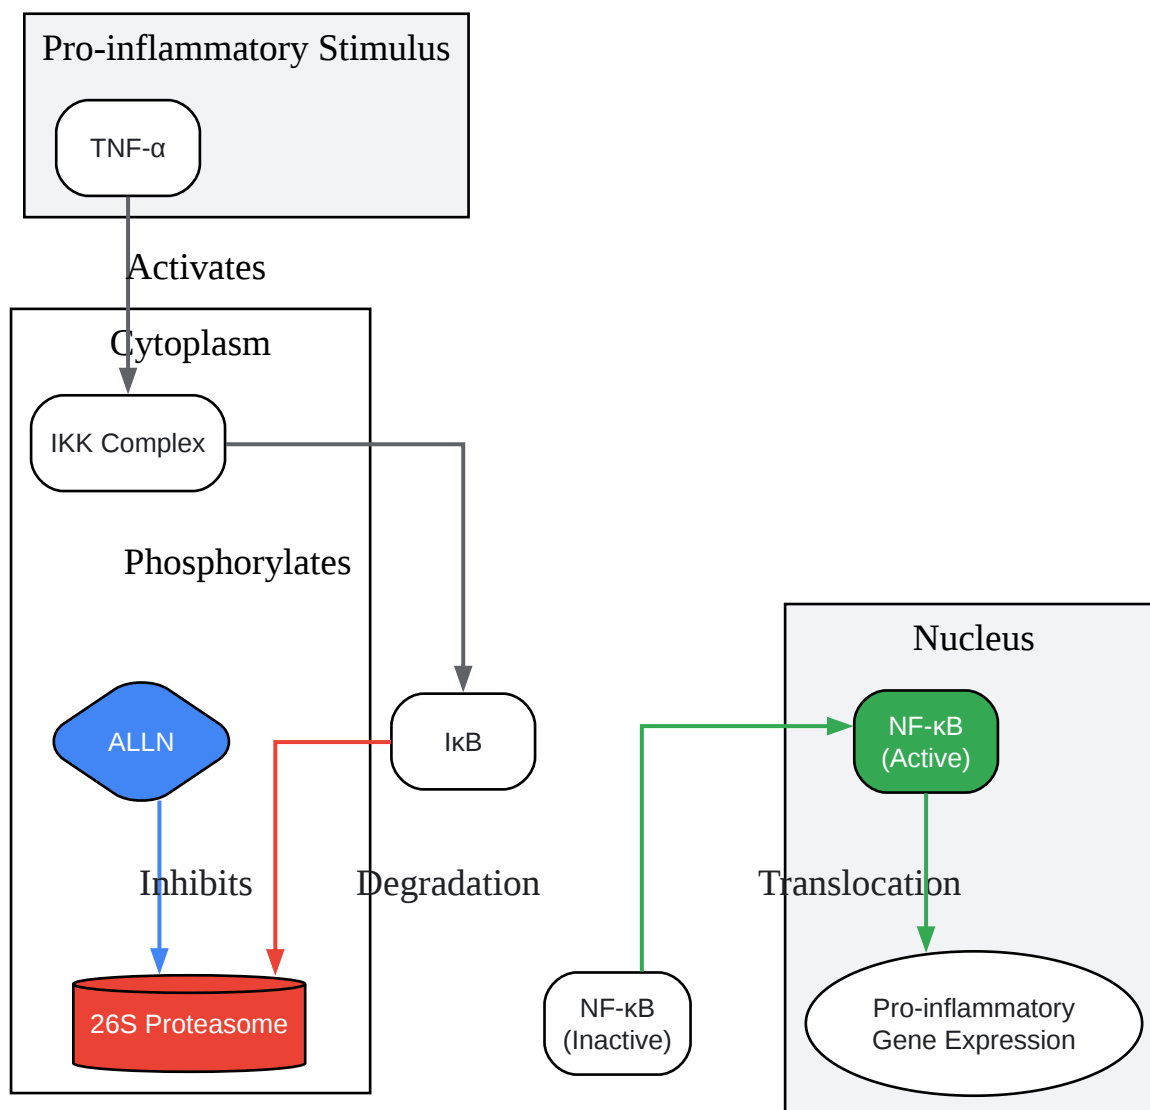 Pro-inflammatory Stimulus
TNF-α
Activates
Cytoplasm
IKK Complex
Phosphorylates
Nucleus
ALLN
IκB
NF-κB
(Active)
Inhibits
Degradation
Translocation
26S Proteasome
NF-κB
(Inactive)
Pro-inflammatory
Gene Expression